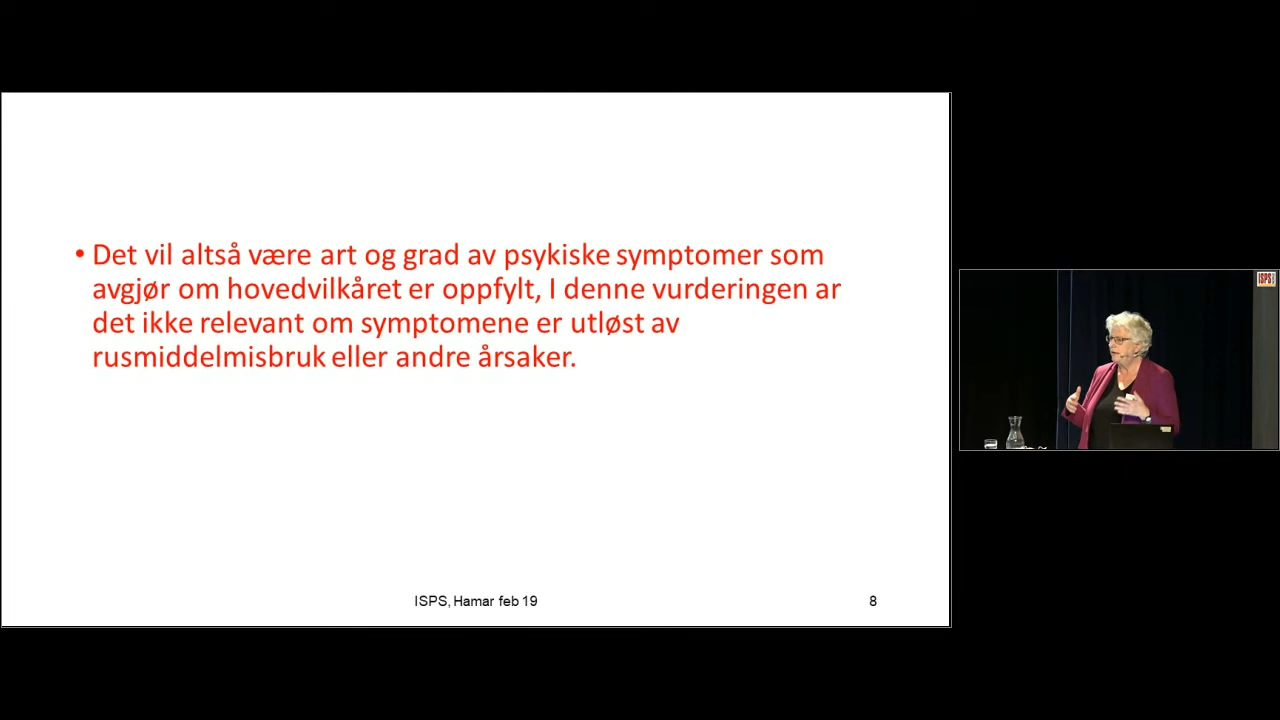 • Det vil altså være art og grad av psykiske symptomer som
avgjør om hovedvilkåret er oppfylt, I denne vurderingen ar
det ikke relevant om symptomene er utløst av
rusmiddelmisbruk eller andre årsaker.
ISPS, Hamar feb 19
8
ISPS